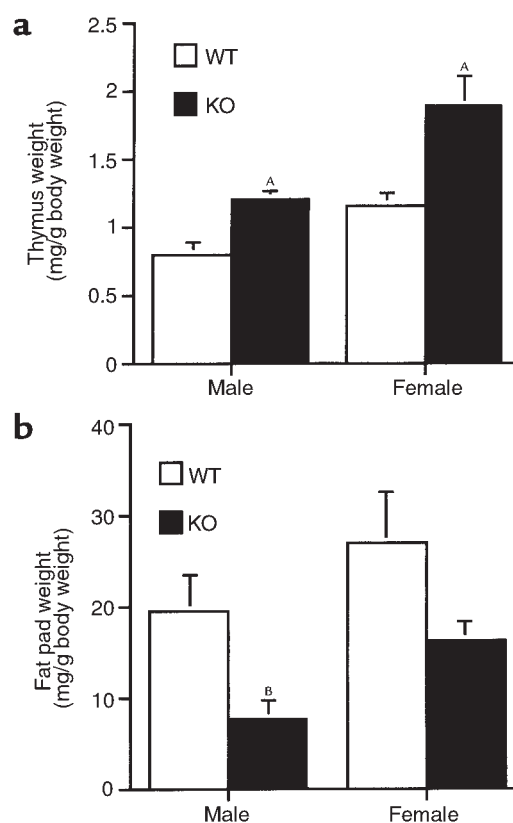 a
2.5
2
1.5
1
0.5
0
Thymus weight
(mg/g body weight)
WT
KO
A
A
Male
Female
b
40
30
20
10
0
Fat pad weight
(mg/g body weight)
WT
KO
B
Male
Female